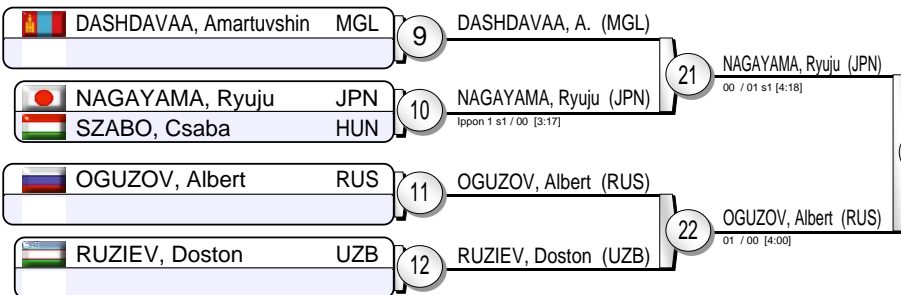 DASHDAVAA, Amartuvshin MGL
9
DASHDAVAA, A. (MGL)
21
NAGAYAMA, Ryuju (JPN)
00 / 01 s1 [4:18]
NAGAYAMA, Ryuju JPN
SZABO, Csaba HUN
10
NAGAYAMA, Ryuju (JPN)
Ippon 1 s1 / 00 [3:17]
OGUZOV, Albert RUS
11
OGUZOV, Albert (RUS)
22
OGUZOV, Albert (RUS)
01 / 00 [4:00]
RUZIEV, Doston UZB
12
RUZIEV, Doston (UZB)